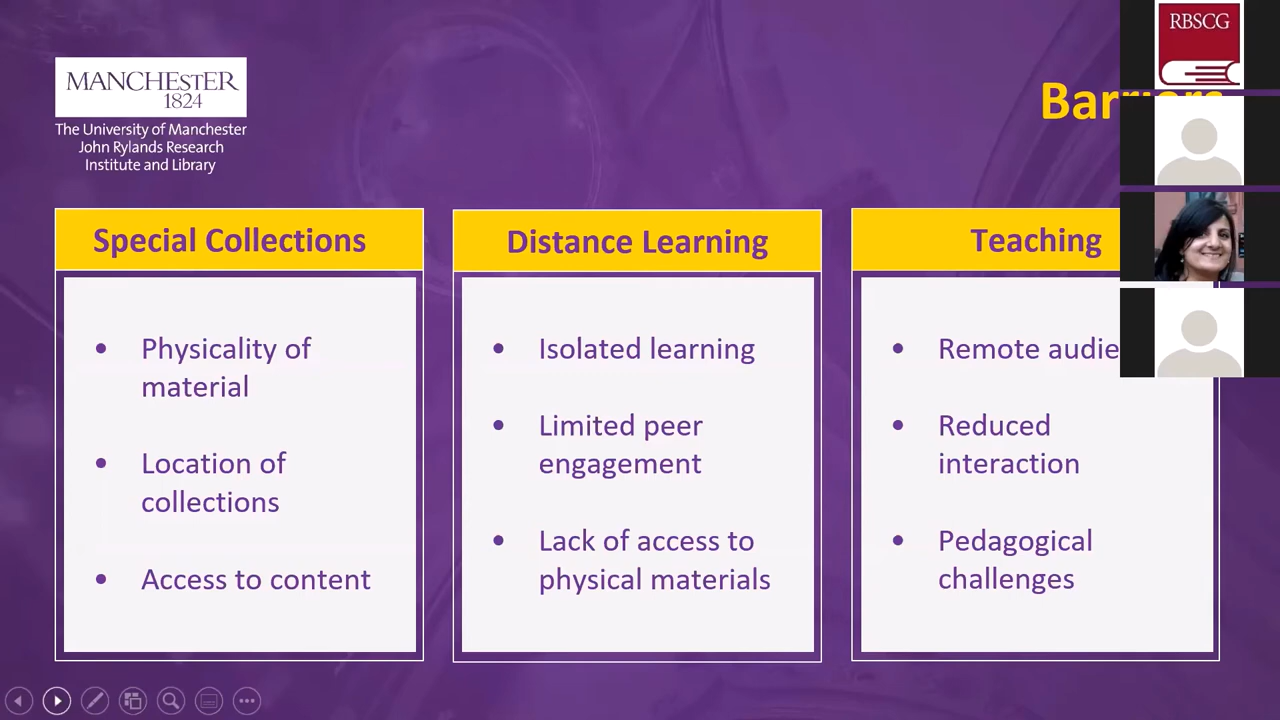 MANCHESTER
1824
The University of Manchester
John Rylands Research
Institute and Library
RBSCG
Special Collections
• Physicality of
material
• Location of
collections
• Access to content
Distance Learning
• Isolated learning
• Limited peer
engagement
• Lack of access to
physical materials
Teaching
• Remote
• Reduced
interaction
• Pedagogical
challenges